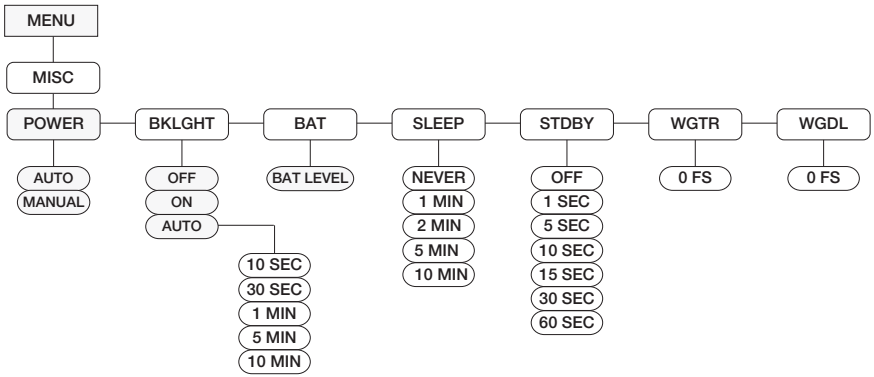 MENU
MISC
POWER BKLGHT BAT SLEEP STDBY WGTR WGDL
AUTO OFF BAT LEVEL NEVER OFF 0 FS 0 FS
MANUAL ON 1 MIN 1 SEC
AUTO 2 MIN 5 SEC
5 MIN 10 SEC
10 SEC 10 MIN 15 SEC
30 SEC 30 SEC
1 MIN 60 SEC
5 MIN
10 MIN